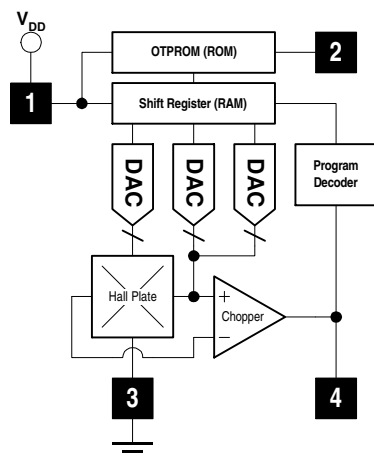 VDD
OTPROM (ROM)
2
1
Shift Register (RAM)
DAC
DAC
DAC
Program
Decoder
Hall Plate
+
−
Chopper
3
4